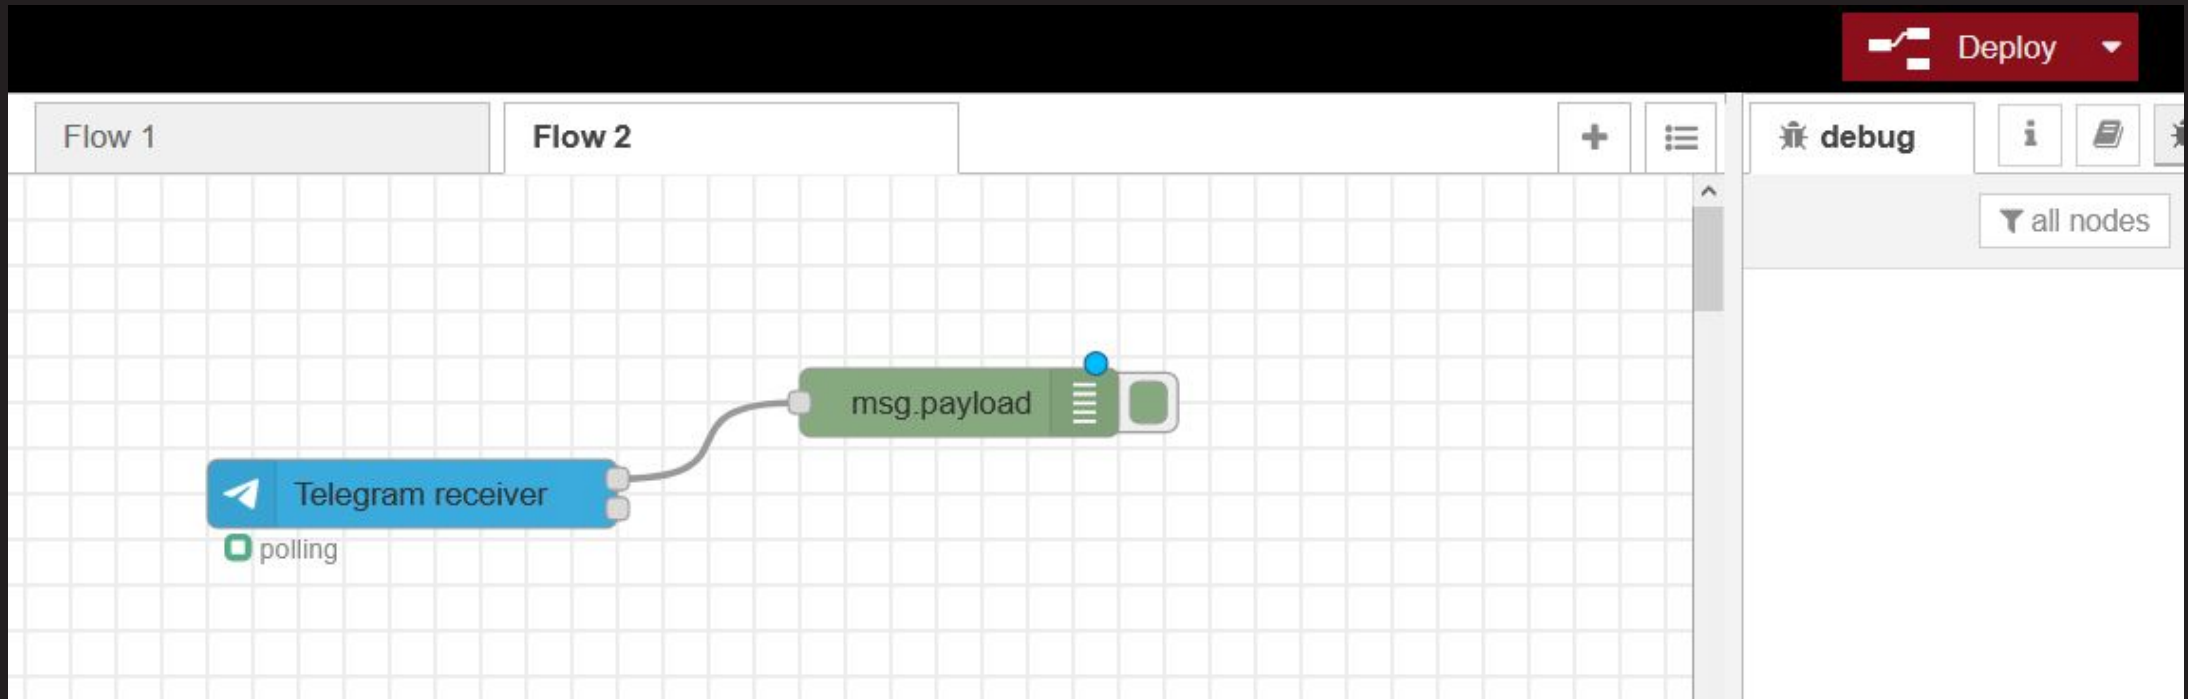 Deploy
Flow 1
Flow 2
debug
all nodes
msg.payload
Telegram receiver
polling